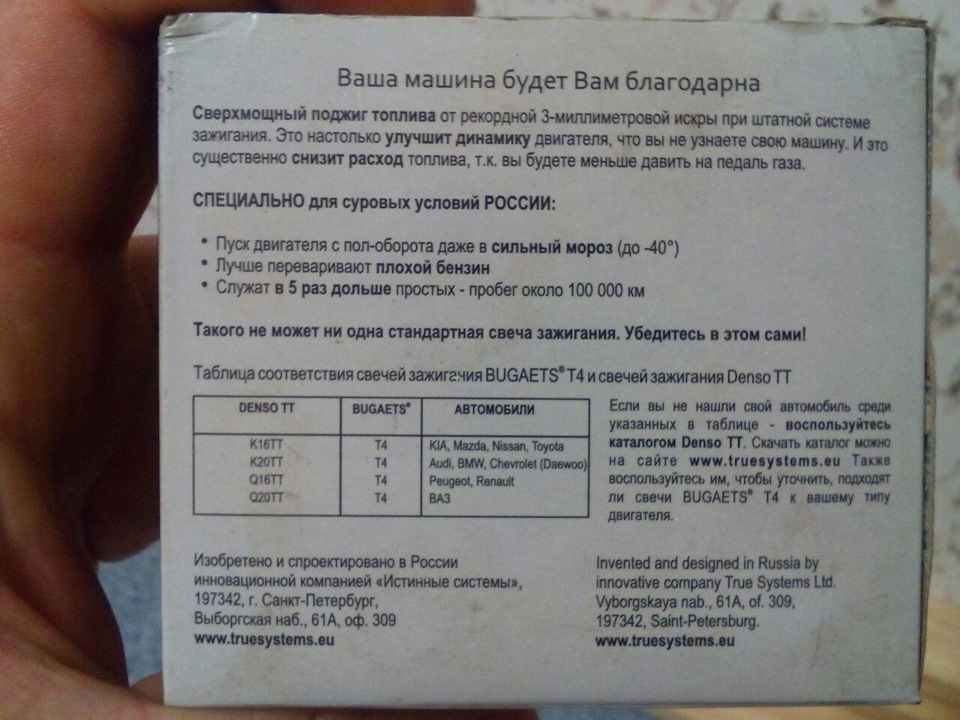 Ваша машина будет Вам благодарна
Сверхмощный поджиг топлива от рекордной 3-миллиметровой искры при штатной системе
зажигания. Это настолько улучшит динамику двигателя, что вы не узнаете свою машину. И это
существенно снизит расход топлива, т.к. вы будете меньше давить на педаль газа.
СПЕЦИАЛЬНО для суровых условий РОССИИ:
• Пуск двигателя с пол-оборота даже в сильный мороз (до -40°)
• Лучше переваривают плохой бензин
• Служат в 5 раз дольше простых - пробег около 100 000 км
Такого не может ни одна стандартная свеча зажигания. Убедитесь в этом сами!
Таблица соответствия свечей зажигания BUGAETS® T4 и свечей зажигания Denso TT
DENSO TT BUGAETS® АВТОМОБИЛИ
K16TT T4 KIA, Mazda, Nissan, Toyota
K20TT T4 Audi, BMW, Chevrolet (Daewoo)
Q16TT T4 Peugeot, Renault
Q20TT T4 ВАЗ
Если вы не нашли свой автомобиль среди
указанных в таблице - воспользуйтесь
каталогом Denso TT. Скачать каталог можно
на сайте www.truesystems.eu Также
воспользуйтесь им, чтобы уточнить, подходят
ли свечи BUGAETS® T4 к вашему типу
двигателя.
Изобретено и спроектировано в России
инновационной компанией «Истинные системы»,
197342, г. Санкт-Петербург,
Выборгская наб., 61А, оф. 309
www.truesystems.eu
Invented and designed in Russia by
innovative company True Systems Ltd.
Vyborgskaya nab., 61A, of. 309,
197342, Saint-Petersburg.
www.truesystems.eu